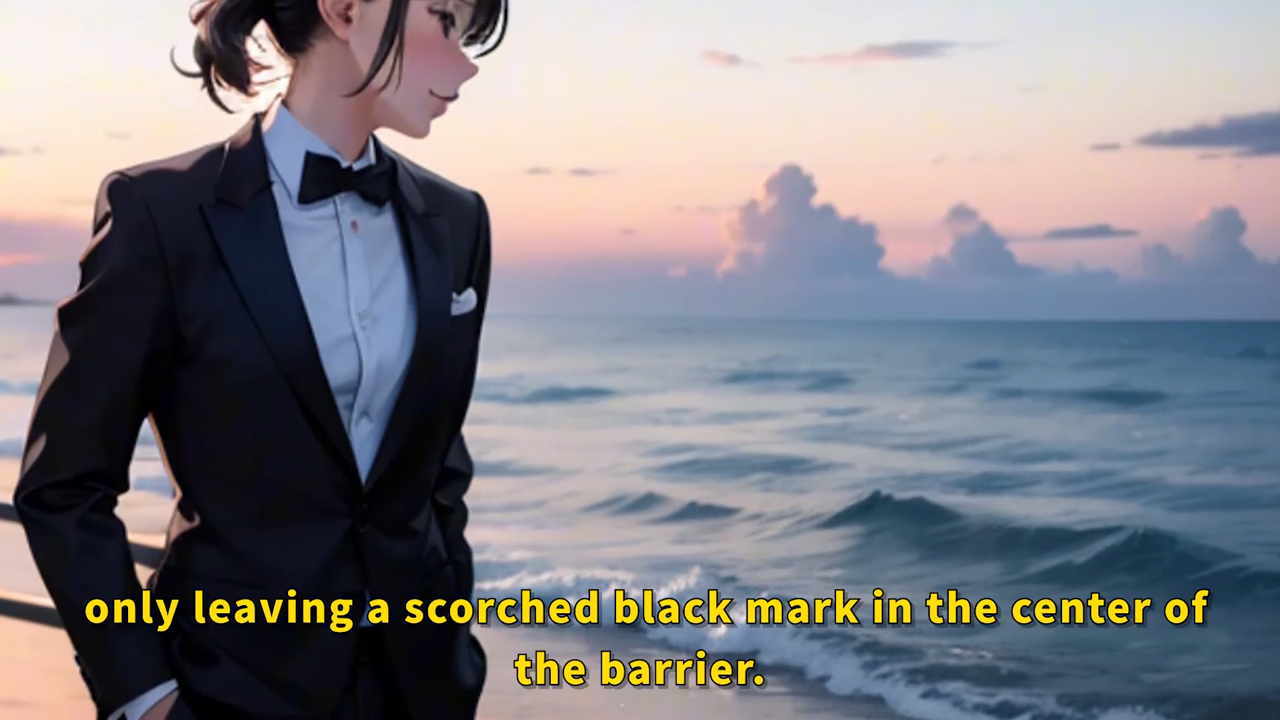 only leaving a scorched black mark in the center of
the barrier.